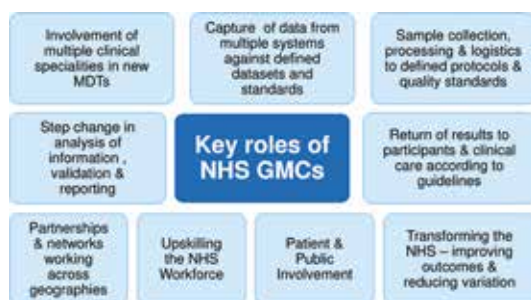 Involvement of
multiple clinical
specialities in new
MDTs
Capture of data from
multiple systems
against defined
datasets and
standards
Sample collection,
processing & logistics
to defined protocols &
quality standards
Step change in
analysis of
information ,
validation &
reporting
Key roles of
NHS GMCs
Return of results to
participants & clinical
care according to
guidelines
Partnerships
& networks
working
across
geographies
Upskilling
the NHS
Workforce
Patient &
Public
Involvement
Transforming the
NHS – improving
outcomes &
reducing variation